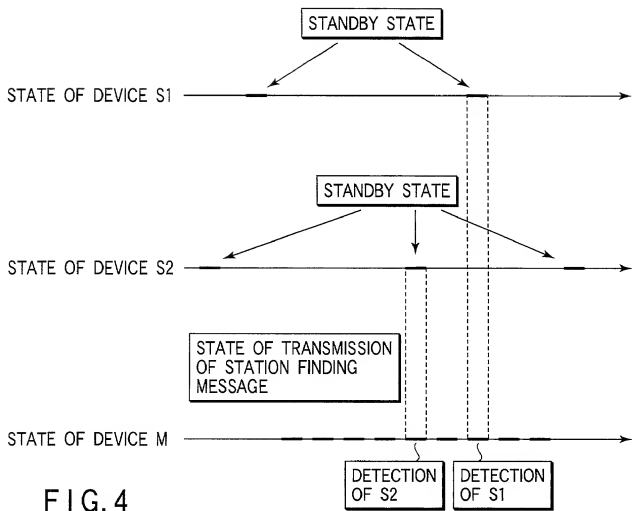 STANDBY STATE
STATE OF DEVICE S1
STANDBY STATE
STATE OF DEVICE S2
STATE OF TRANSMISSION
OF STATION FINDING
MESSAGE
STATE OF DEVICE M
DETECTION
OF S2
DETECTION
OF S1
FIG. 4